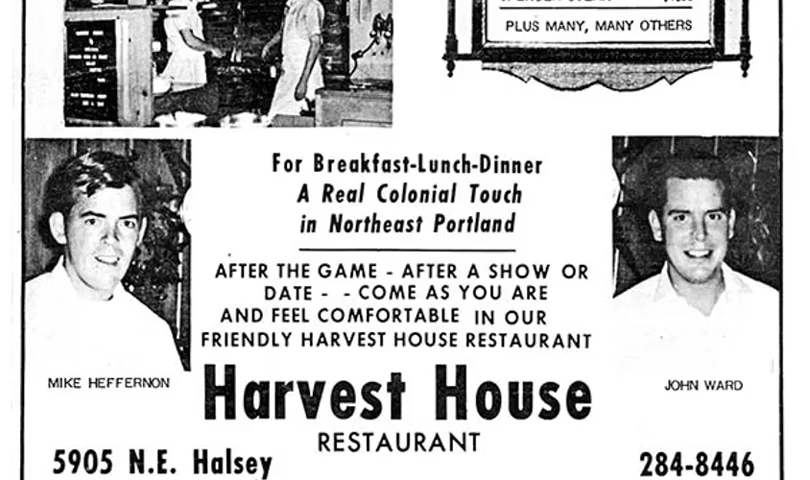 PLUS MANY, MANY OTHERS
For Breakfast-Lunch-Dinner
A Real Colonial Touch
in Northeast Portland
AFTER THE GAME - AFTER A SHOW OR
DATE - - COME AS YOU ARE
AND FEEL COMFORTABLE IN OUR
FRIENDLY HARVEST HOUSE RESTAURANT
MIKE HEFFERNON
JOHN WARD
Harvest House
RESTAURANT
5905 N.E. Halsey
284-8446